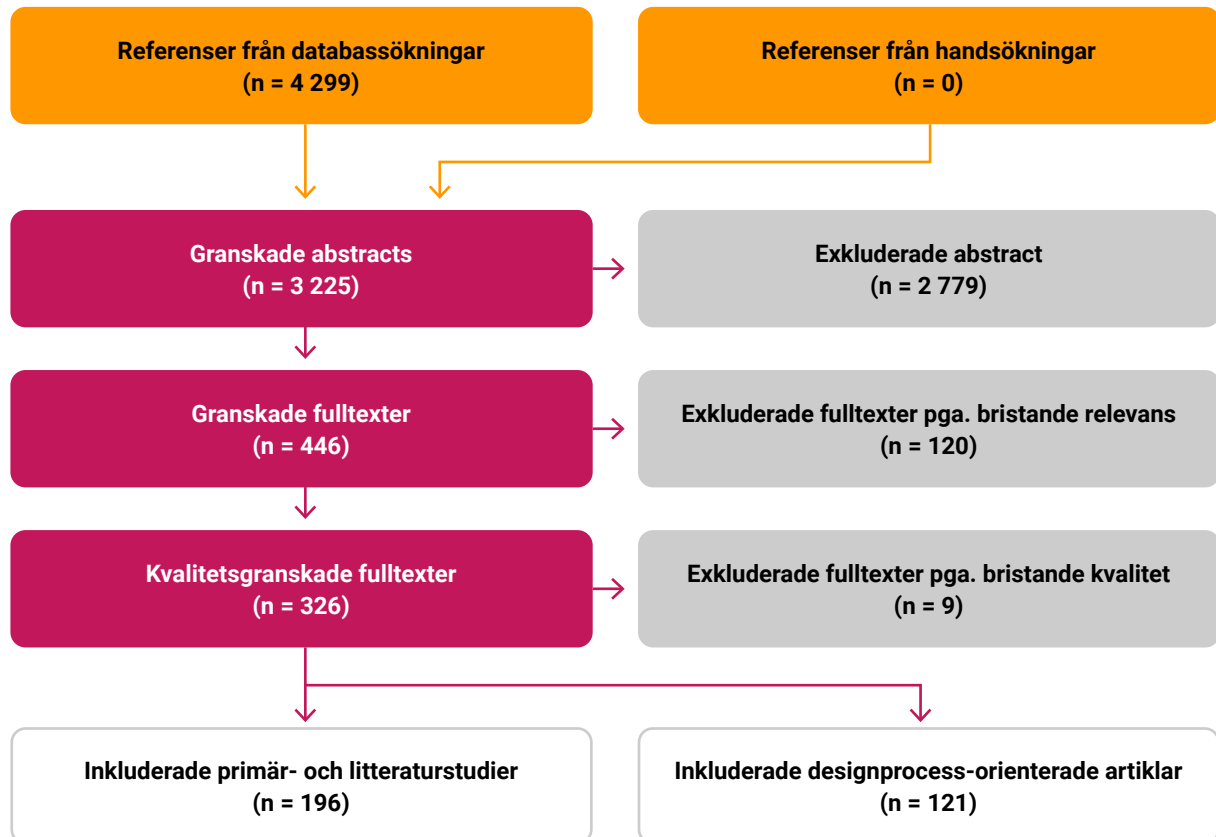 Referenser från databassökningar
(n = 4 299)
Referenser från handsökningar
(n = 0)
Granskade abstracts
(n = 3 225)
Exkluderade abstract
(n = 2 779)
Granskade fulltexter
(n = 446)
Exkluderade fulltexter pga. bristande relevans
(n = 120)
Kvalitetsgranskade fulltexter
(n = 326)
Exkluderade fulltexter pga. bristande kvalitet
(n = 9)
Inkluderade primär- och litteraturstudier
(n = 196)
Inkluderade designprocess-orienterade artiklar
(n = 121)